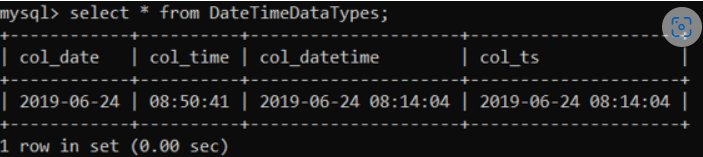 mysql> select * from DateTimeDataTypes;
+------------+----------+---------------------+---------------------+
| col_date | col_time | col_datetime | col_ts |
+------------+----------+---------------------+---------------------+
| 2019-06-24 | 08:50:41 | 2019-06-24 08:14:04 | 2019-06-24 08:14:04 |
+------------+----------+---------------------+---------------------+
1 row in set (0.00 sec)